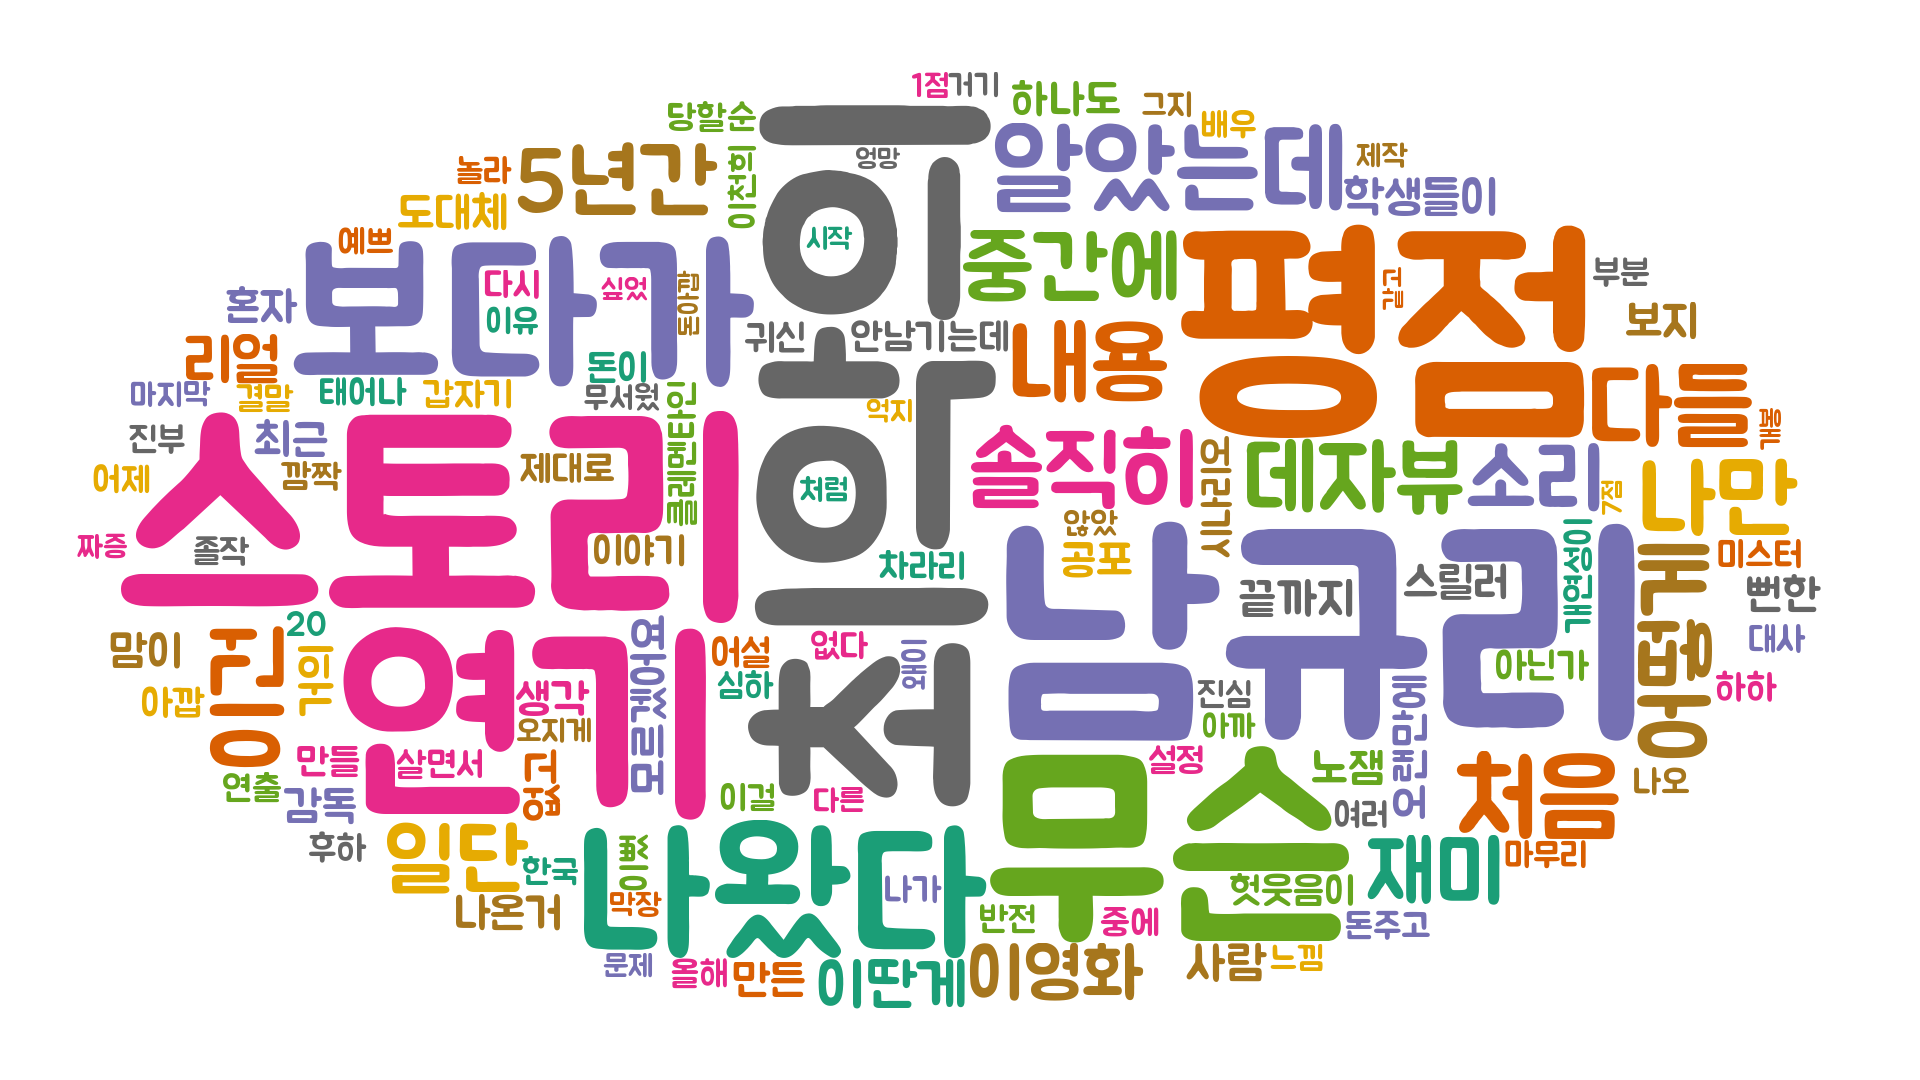 최악의
스토리
남규리
평점
연기
보다가
나왔다
무슨
알았는데
5년간
중간에
내용
다들
솔직히
데자뷰
소리
나만
처음
재미
이영화
이딴게
일단
이런
1점
거기
하나도
그지
배우
당할순
엉망
제작
학생들이
놀라
이천희
도대체
예쁘
시작
다시
싶었
돈아깝
이유
부분
보지
혼자
귀신
안남기는데
리얼
돈이
마지막
결말
태어나
갑자기
무서웠
클레멘타인
억지
진부
최근
어제
깜짝
제대로
처럼
시나리오
7점
않았
공포
짜증
졸작
이야기
차라리
개연성이
미스터
뻔한
끝까지
스릴러
20
맘이
모르겠어여
어설
없다
왜이
대사
심하
아닌가
아깝
생각
진심
아까
하하
오지게
만들
살면서
없고
설정
노잼
오랜만에
나오
연출
감독
이걸
다른
여러
후하
한국
마무리
막장
나가
헛웃음이
나온거
반전
중에
돈주고
문제
올해
만든
사람
느낌